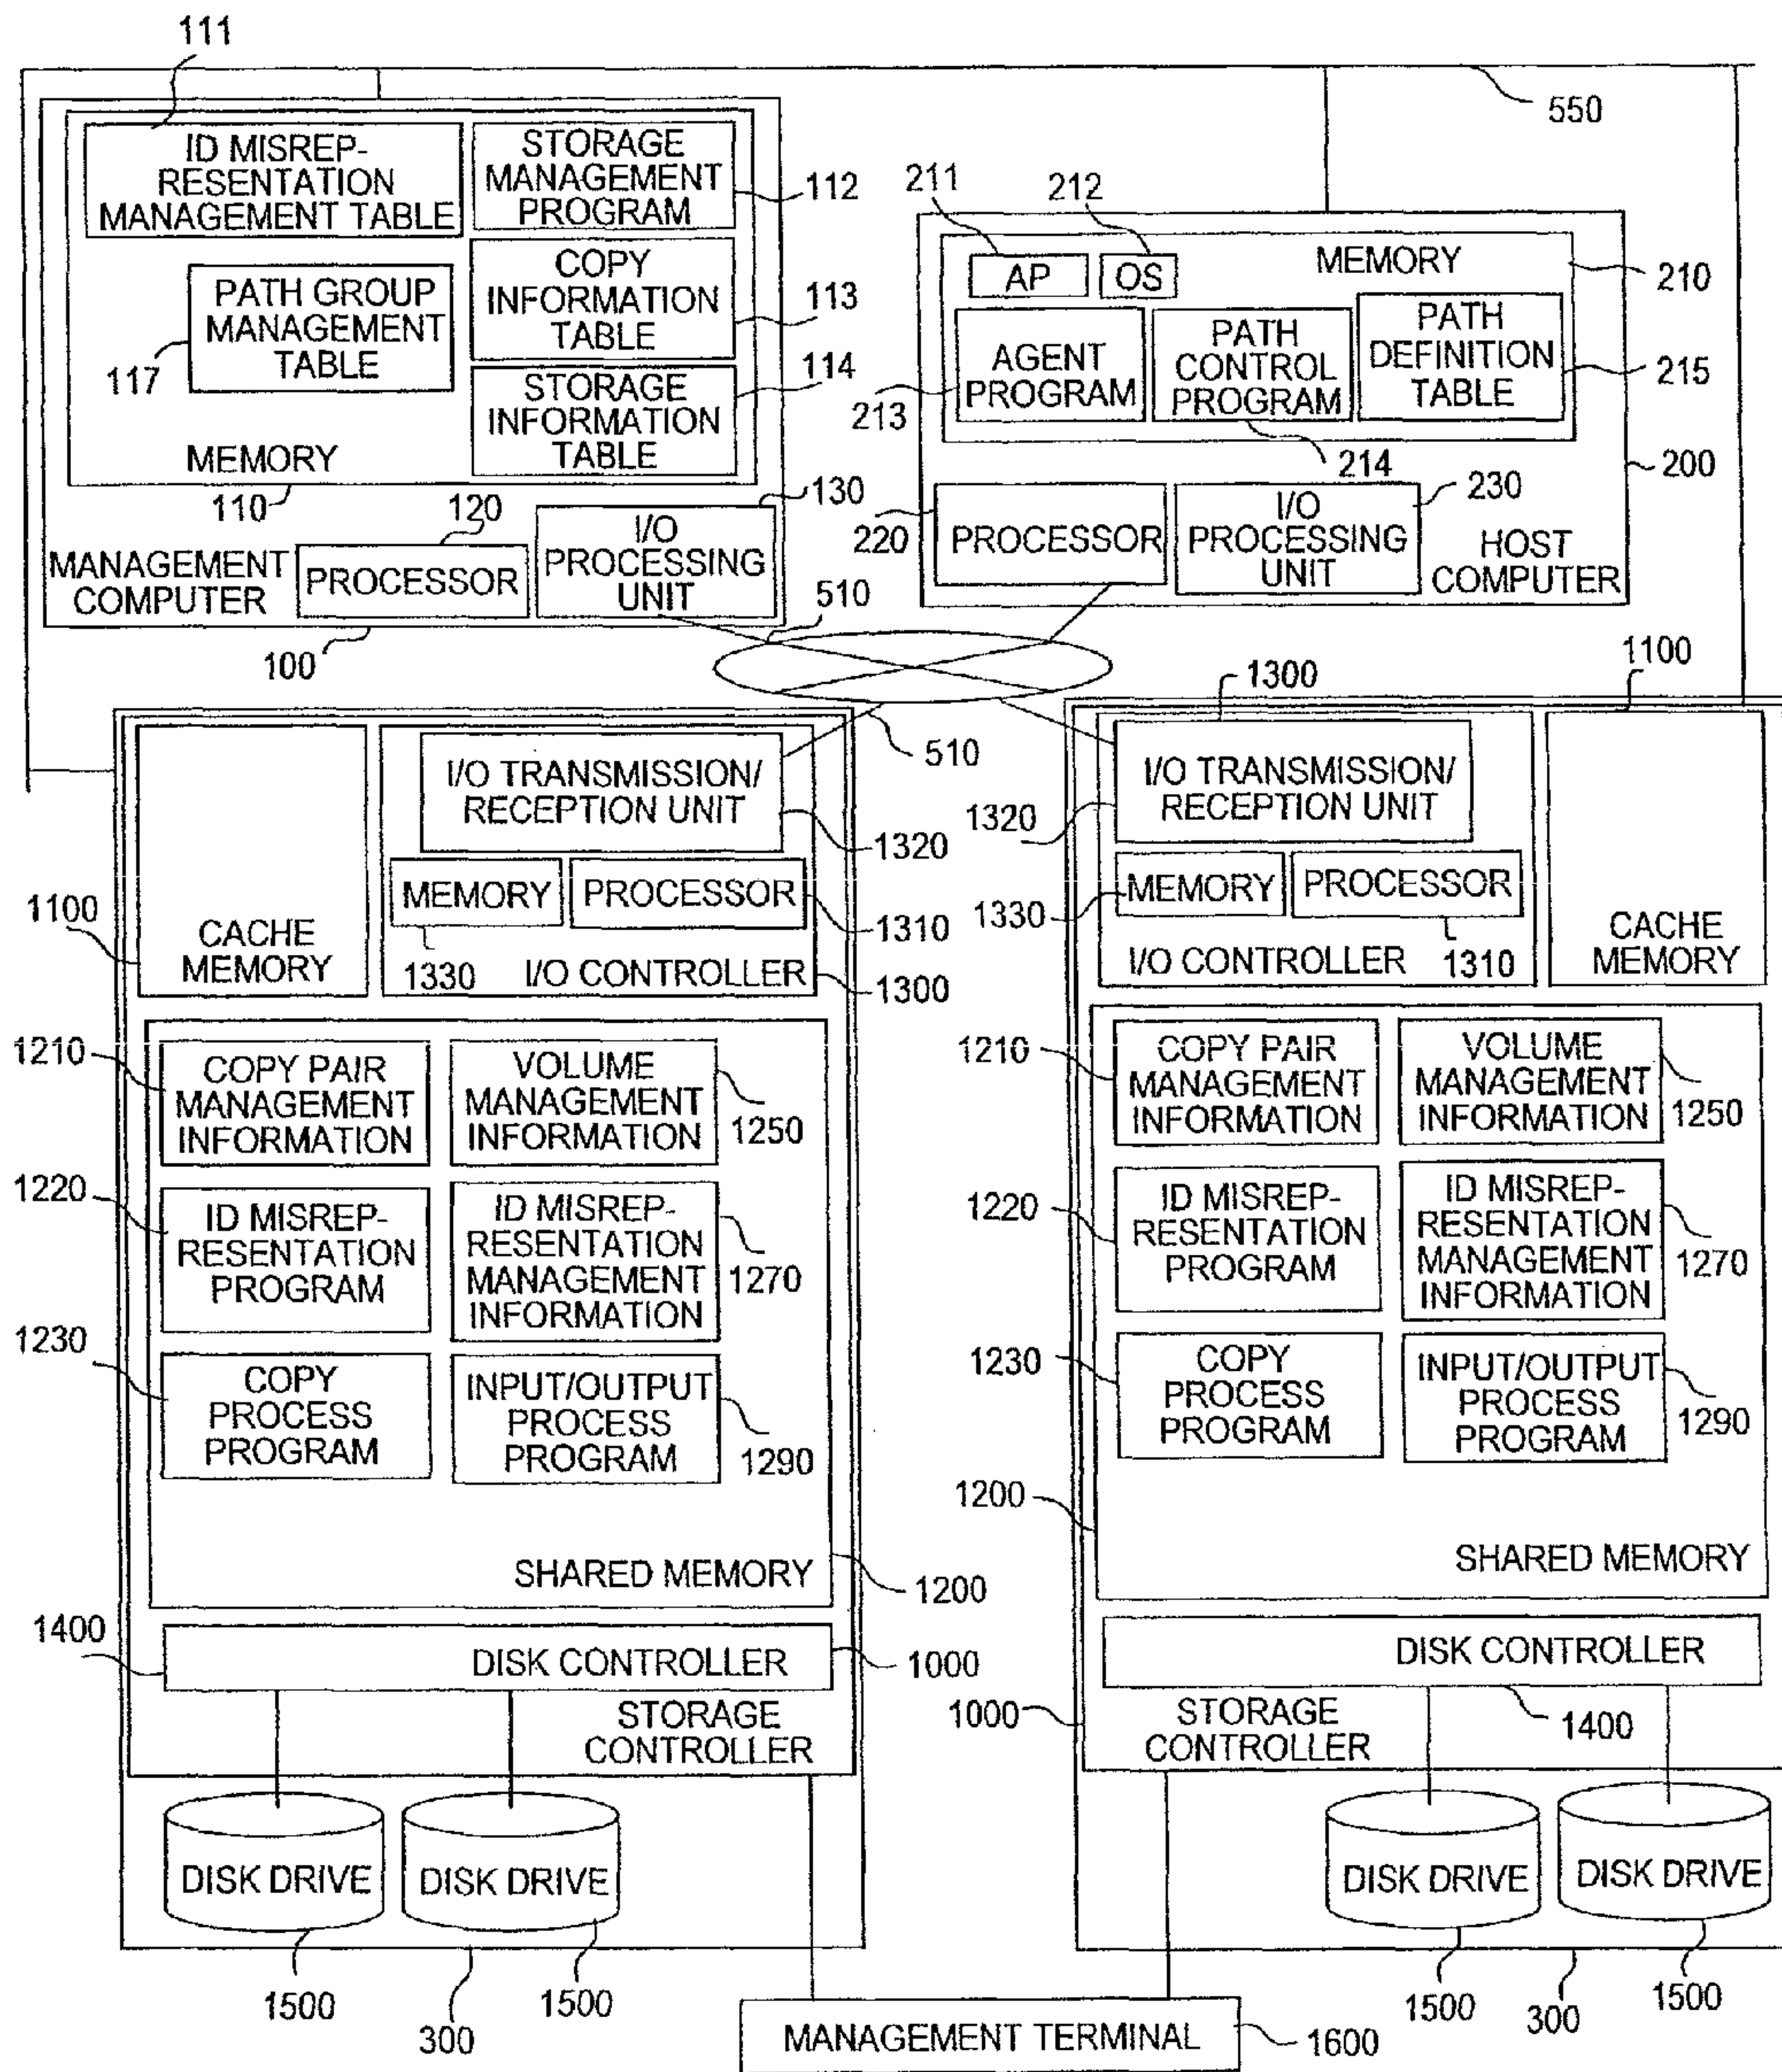 111
550
ID MISREP-
RESENTATION
MANAGEMENT TABLE
STORAGE
MANAGEMENT
PROGRAM
112
PATH GROUP
MANAGEMENT
TABLE
117
COPY
INFORMATION
TABLE
113
STORAGE
INFORMATION
TABLE
114
MEMORY
110
120
130
MANAGEMENT
COMPUTER
PROCESSOR
I/O
PROCESSING
UNIT
100
211
212
AP
OS
MEMORY
210
AGENT
PROGRAM
213
PATH
CONTROL
PROGRAM
214
PATH
DEFINITION
TABLE
215
200
220
PROCESSOR
I/O
PROCESSING
UNIT
230
HOST
COMPUTER
510
510
CACHE
MEMORY
1100
I/O TRANSMISSION/
RECEPTION UNIT
1320
MEMORY
PROCESSOR
1310
1330
I/O CONTROLLER
1300
1210
COPY PAIR
MANAGEMENT
INFORMATION
VOLUME
MANAGEMENT
INFORMATION
1250
1220
ID MISREP-
RESENTATION
PROGRAM
ID MISREP-
RESENTATION
MANAGEMENT
INFORMATION
1270
1230
COPY
PROCESS
PROGRAM
INPUT/OUTPUT
PROCESS
PROGRAM
1290
SHARED MEMORY
1200
1400
DISK CONTROLLER
1000
STORAGE
CONTROLLER
DISK DRIVE
DISK DRIVE
1500
300
1500
1300
1100
I/O TRANSMISSION/
RECEPTION UNIT
1320
MEMORY
PROCESSOR
1330
I/O CONTROLLER
1310
CACHE
MEMORY
1210
COPY PAIR
MANAGEMENT
INFORMATION
VOLUME
MANAGEMENT
INFORMATION
1250
1220
ID MISREP-
RESENTATION
PROGRAM
ID MISREP-
RESENTATION
MANAGEMENT
INFORMATION
1270
1230
COPY
PROCESS
PROGRAM
INPUT/OUTPUT
PROCESS
PROGRAM
1290
1200
SHARED MEMORY
DISK CONTROLLER
1000
STORAGE
CONTROLLER
1400
DISK DRIVE
DISK DRIVE
1500
300
1500
MANAGEMENT TERMINAL
1600